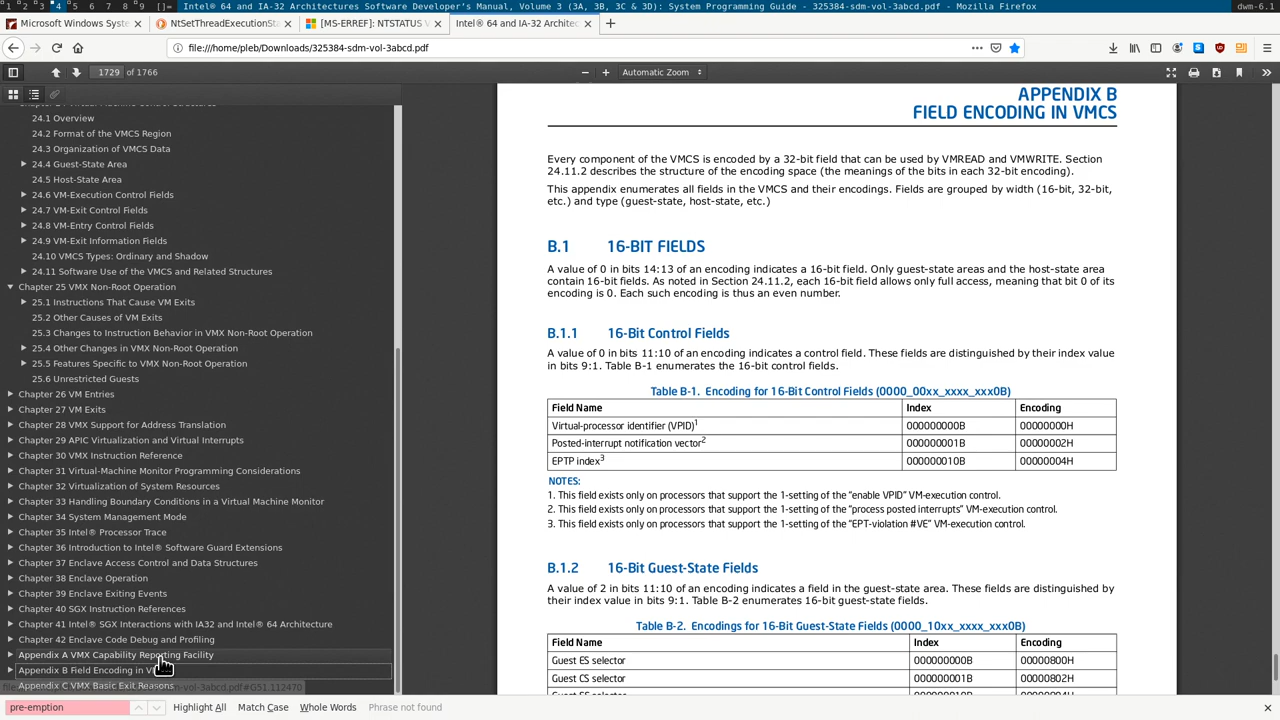 1 2 3 4 5 6 7 8 9 []= Intel® 64 and IA-32 Architectures Software Developer's Manual, Volume 3 (3A, 3B, 3C & 3D): System Programming Guide - 325384-sdm-vol-3abcd.pdf - Mozilla Firefox dwm-6.1
Microsoft Windows Sys
NtSetThreadExecutionSta
[MS-ERREF]: NTSTATUS V
Intel® 64 and IA-32 Archite
file:///home/pleb/Downloads/325384-sdm-vol-3abcd.pdf
1729 of 1766
Automatic Zoom
24.1 Overview
24.2 Format of the VMCS Region
24.3 Organization of VMCS Data
24.4 Guest-State Area
24.5 Host-State Area
24.6 VM-Execution Control Fields
24.7 VM-Exit Control Fields
24.8 VM-Entry Control Fields
24.9 VM-Exit Information Fields
24.10 VMCS Types: Ordinary and Shadow
24.11 Software Use of the VMCS and Related Structures
Chapter 25 VMX Non-Root Operation
25.1 Instructions That Cause VM Exits
25.2 Other Causes of VM Exits
25.3 Changes to Instruction Behavior in VMX Non-Root Operation
25.4 Other Changes in VMX Non-Root Operation
25.5 Features Specific to VMX Non-Root Operation
25.6 Unrestricted Guests
Chapter 26 VM Entries
Chapter 27 VM Exits
Chapter 28 VMX Support for Address Translation
Chapter 29 APIC Virtualization and Virtual Interrupts
Chapter 30 VMX Instruction Reference
Chapter 31 Virtual-Machine Monitor Programming Considerations
Chapter 32 Virtualization of System Resources
Chapter 33 Handling Boundary Conditions in a Virtual Machine Monitor
Chapter 34 System Management Mode
Chapter 35 Intel® Processor Trace
Chapter 36 Introduction to Intel® Software Guard Extensions
Chapter 37 Enclave Access Control and Data Structures
Chapter 38 Enclave Operation
Chapter 39 Enclave Exiting Events
Chapter 40 SGX Instruction References
Chapter 41 Intel® SGX Interactions with IA32 and Intel® 64 Architecture
Chapter 42 Enclave Code Debug and Profiling
Appendix A VMX Capability Reporting Facility
Appendix B Field Encoding in
Appendix C VMX Basic Exit Reasons
APPENDIX B
FIELD ENCODING IN VMCS
Every component of the VMCS is encoded by a 32-bit field that can be used by VMREAD and VMWRITE. Section
24.11.2 describes the structure of the encoding space (the meanings of the bits in each 32-bit encoding).
This appendix enumerates all fields in the VMCS and their encodings. Fields are grouped by width (16-bit, 32-bit,
etc.) and type (guest-state, host-state, etc.)
B.1 16-BIT FIELDS
A value of 0 in bits 14:13 of an encoding indicates a 16-bit field. Only guest-state areas and the host-state area
contain 16-bit fields. As noted in Section 24.11.2, each 16-bit field allows only full access, meaning that bit 0 of its
encoding is 0. Each such encoding is thus an even number.
B.1.1 16-Bit Control Fields
A value of 0 in bits 11:10 of an encoding indicates a control field. These fields are distinguished by their index value
in bits 9:1. Table B-1 enumerates the 16-bit control fields.
Table B-1. Encoding for 16-Bit Control Fields (0000_00xx_xxxx_xxx0B)
Field Name Index Encoding
Virtual-processor identifier (VPID)1 000000000B 00000000H
Posted-interrupt notification vector2 000000001B 00000002H
EPTP index3 000000010B 00000004H
NOTES:
1. This field exists only on processors that support the 1-setting of the "enable VPID" VM-execution control.
2. This field exists only on processors that support the 1-setting of the "process posted interrupts" VM-execution control.
3. This field exists only on processors that support the 1-setting of the "EPT-violation #VE" VM-execution control.
B.1.2 16-Bit Guest-State Fields
A value of 2 in bits 11:10 of an encoding indicates a field in the guest-state area. These fields are distinguished by
their index value in bits 9:1. Table B-2 enumerates 16-bit guest-state fields.
Table B-2. Encodings for 16-Bit Guest-State Fields (0000_10xx_xxxx_xxx0B)
Field Name Index Encoding
Guest ES selector 000000000B 00000800H
Guest CS selector 000000001B 00000802H
pre-emption
Highlight All Match Case Whole Words Phrase not found